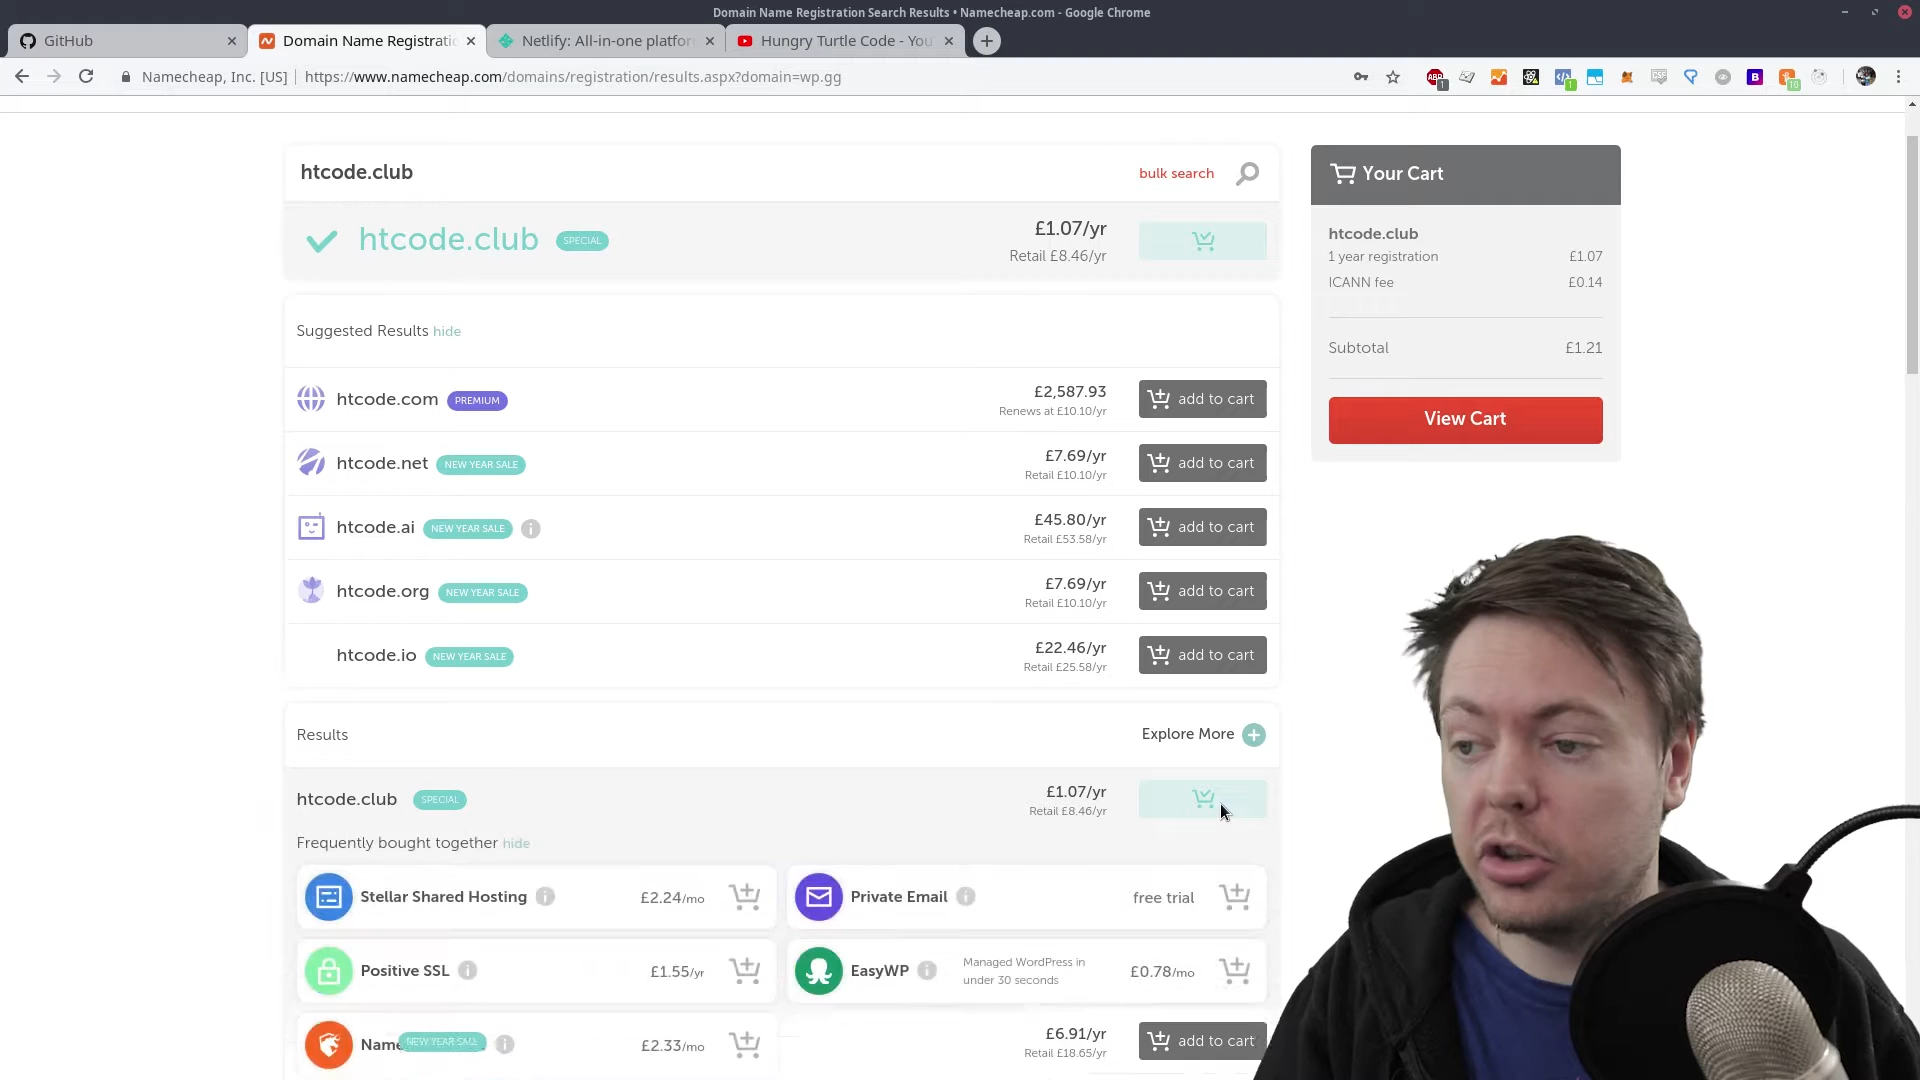 Domain Name Registration Search Results • Namecheap.com - Google Chrome
GitHub
Domain Name Registratio
Netlify: All-in-one platfor
Hungry Turtle Code - You
Namecheap, Inc. [US]
https://www.namecheap.com/domains/registration/results.aspx?domain=wp.gg
htcode.club
bulk search
htcode.club
SPECIAL
£1.07/yr
Retail £8.46/yr
Your Cart
htcode.club
1 year registration £1.07
ICANN fee £0.14
Subtotal £1.21
View Cart
Suggested Results hide
htcode.com PREMIUM
£2,587.93
Renews at £10.10/yr
add to cart
htcode.net NEW YEAR SALE
£7.69/yr
Retail £10.10/yr
add to cart
htcode.ai NEW YEAR SALE
£45.80/yr
Retail £53.58/yr
add to cart
htcode.org NEW YEAR SALE
£7.69/yr
Retail £10.10/yr
add to cart
htcode.io NEW YEAR SALE
£22.46/yr
Retail £25.58/yr
add to cart
Results
Explore More
htcode.club SPECIAL
£1.07/yr
Retail £8.46/yr
Frequently bought together hide
Stellar Shared Hosting £2.24/mo
Private Email free trial
Positive SSL £1.55/yr
EasyWP
Managed WordPress in
under 30 seconds
£0.78/mo
Name
NEW YEAR SALE
£2.33/mo
£6.91/yr
Retail £18.65/yr
add to cart